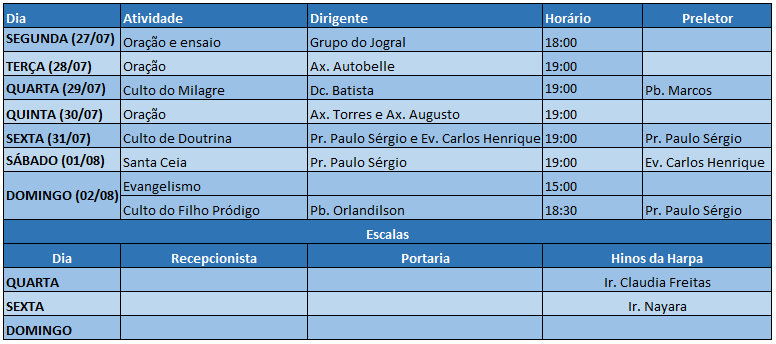 Dia Atividade Dirigente Horário Preletor
SEGUNDA (27/07) Oração e ensaio Grupo do Jogral 18:00
TERÇA (28/07) Oração Ax. Autobelle 19:00
QUARTA (29/07) Culto do Milagre Dc. Batista 19:00 Pb. Marcos
QUINTA (30/07) Oração Ax. Torres e Ax. Augusto 19:00
SEXTA (31/07) Culto de Doutrina Pr. Paulo Sérgio e Ev. Carlos Henrique 19:00 Pr. Paulo Sérgio
SÁBADO (01/08) Santa Ceia Pr. Paulo Sérgio 19:00 Ev. Carlos Henrique
DOMINGO (02/08) Evangelismo 15:00
Culto do Filho Pródigo Pb. Orlandilson 18:30 Pr. Paulo Sérgio
Escalas
Dia Recepcionista Portaria Hinos da Harpa
QUARTA Ir. Claudia Freitas
SEXTA Ir. Nayara
DOMINGO